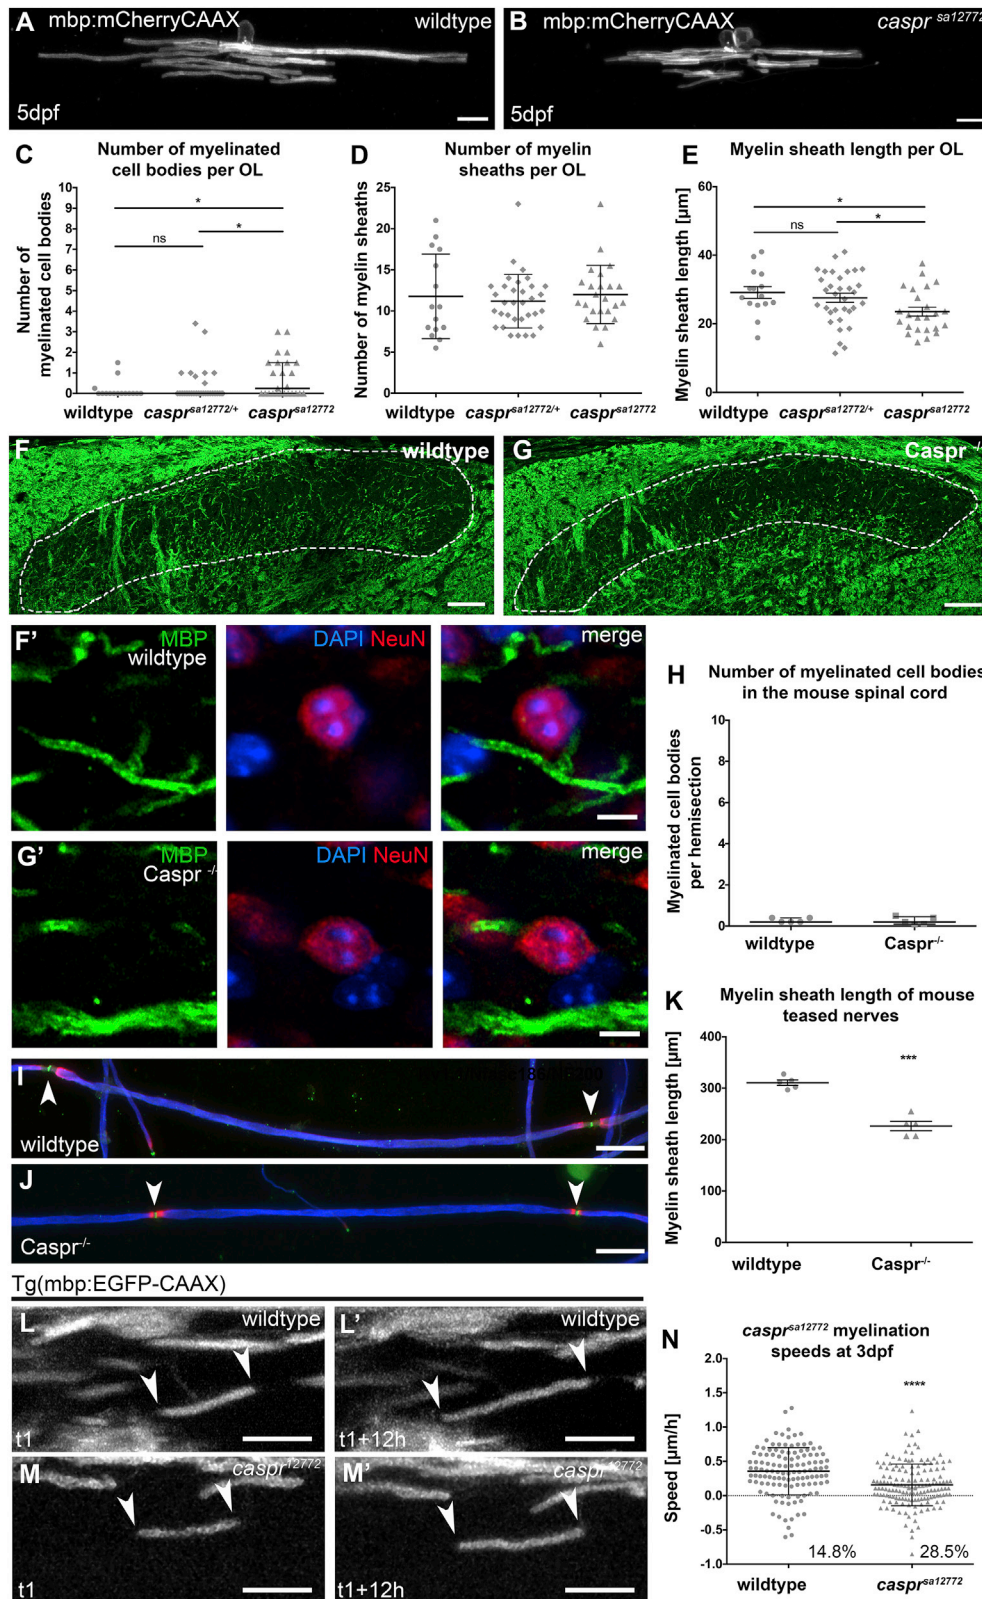 A mbp:mCherryCAAX wildtype
5dpf
B mbp:mCherryCAAX caspr sa12772
5dpf
C Number of myelinated
cell bodies per OL
Number of
myelinated cell bodies
10
9
8
7
6
5
4
3
2
1
0
*
ns *
wildtype caspr^sa12772/+ caspr^sa12772
D Number of myelin
sheaths per OL
Number of myelin sheaths
25
20
15
10
5
0
wildtype caspr^sa12772/+ caspr^sa12772
E Myelin sheath length per OL
Myelin sheath length [µm]
60
40
20
0
*
ns *
wildtype caspr^sa12772/+ caspr^sa12772
F wildtype
G Caspr -/
F' MBP
wildtype
DAPI NeuN
merge
G' MBP
Caspr -/-
DAPI NeuN
merge
H Number of myelinated cell bodies
in the mouse spinal cord
Myelinated cell bodies
per hemisection
10
8
6
4
2
0
wildtype Caspr-/-
I
wildtype
J
Caspr-/-
K Myelin sheath length of mouse
teased nerves
Myelin sheath length [µm]
400
300
200
100
0
***
wildtype Caspr-/-
Tg(mbp:EGFP-CAAX)
L wildtype
t1
L' wildtype
t1+12h
M caspr^12772
t1
M' caspr^12772
t1+12h
N caspr^sa12772 myelination
speeds at 3dpf
Speed [µm/h]
2.0
1.5
1.0
0.5
0.0
-0.5
-1.0
****
14.8% 28.5%
wildtype caspr^sa12772